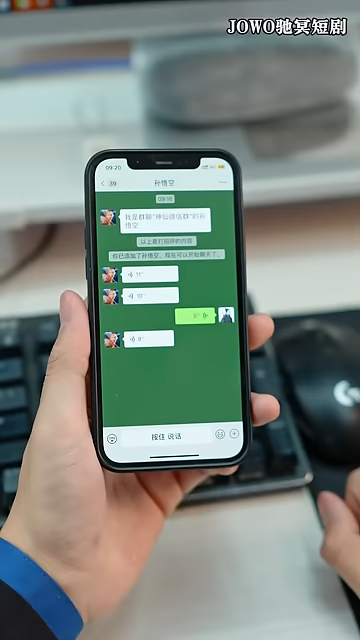 JOWO驰冥短剧
09:20
39
孙悟空
09:16
我是群聊"神仙微信群"的孙
悟空
以上是打招呼的内容
你已添加了孙悟空，现在可以开始聊天了。
11"
10"
5"
8"
按住 说话